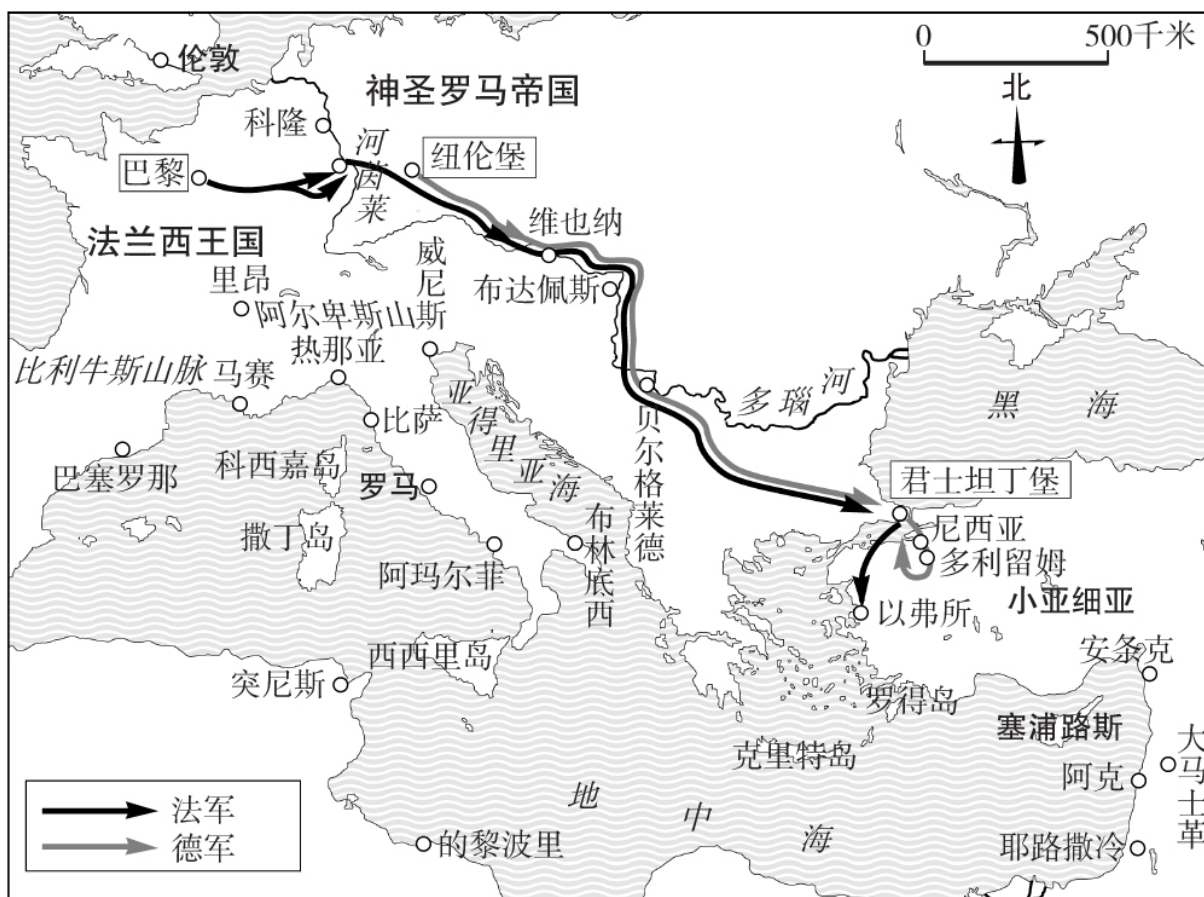 0 500千米
北
伦敦
神圣罗马帝国
科隆
巴黎
莱茵河
纽伦堡
法兰西王国
维也纳
里昂
威尼斯
布达佩斯
阿尔卑斯山
热那亚
比利牛斯山脉
马赛
比萨
亚得里亚海
多瑙河
黑海
巴塞罗那
科西嘉岛
罗马
贝尔格莱德
君士坦丁堡
撒丁岛
布林底西
尼西亚
阿玛尔菲
多利留姆
以弗所
小亚细亚
西西里岛
安条克
突尼斯
罗得岛
塞浦路斯
克里特岛
大马士革
阿克
地中海
法军
德军
的黎波里
耶路撒冷